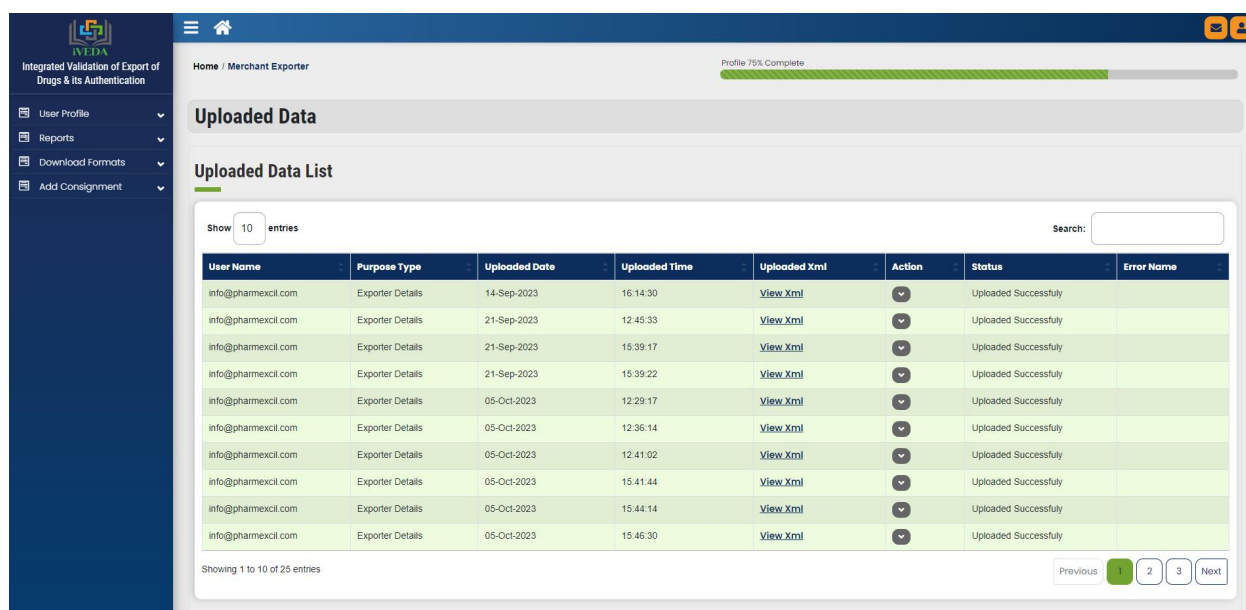 iVEDA
Integrated Validation of Export of
Drugs & its Authentication
User Profile
Reports
Download Formats
Add Consignment
Home / Merchant Exporter
Profile 75% Complete
Uploaded Data
Uploaded Data List
Show 10 entries Search:
User Name Purpose Type Uploaded Date Uploaded Time Uploaded Xml Action Status Error Name
info@pharmexcil.com Exporter Details 14-Sep-2023 16:14:30 View Xml Uploaded Successfuly
info@pharmexcil.com Exporter Details 21-Sep-2023 12:45:33 View Xml Uploaded Successfuly
info@pharmexcil.com Exporter Details 21-Sep-2023 15:39:17 View Xml Uploaded Successfuly
info@pharmexcil.com Exporter Details 21-Sep-2023 15:39:22 View Xml Uploaded Successfuly
info@pharmexcil.com Exporter Details 05-Oct-2023 12:29:17 View Xml Uploaded Successfuly
info@pharmexcil.com Exporter Details 05-Oct-2023 12:36:14 View Xml Uploaded Successfuly
info@pharmexcil.com Exporter Details 05-Oct-2023 12:41:02 View Xml Uploaded Successfuly
info@pharmexcil.com Exporter Details 05-Oct-2023 15:41:44 View Xml Uploaded Successfuly
info@pharmexcil.com Exporter Details 05-Oct-2023 15:44:14 View Xml Uploaded Successfuly
info@pharmexcil.com Exporter Details 05-Oct-2023 15:46:30 View Xml Uploaded Successfuly
Showing 1 to 10 of 25 entries Previous 1 2 3 Next